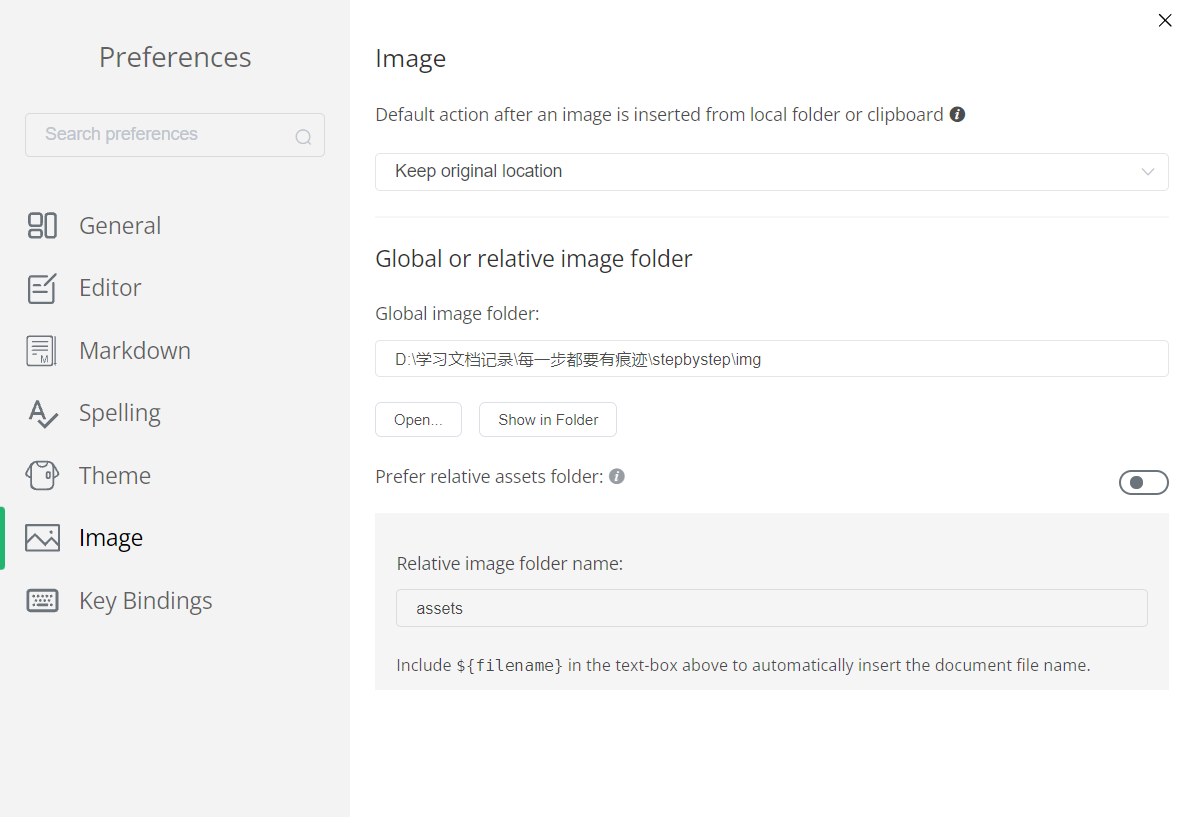 Preferences
Search preferences
General
Editor
Markdown
Spelling
Theme
Image
Key Bindings
Image
Default action after an image is inserted from local folder or clipboard
Keep original location
Global or relative image folder
Global image folder:
D:\学习文档记录\每一步都要有痕迹\stepbystep\img
Open...
Show in Folder
Prefer relative assets folder:
Relative image folder name:
assets
Include ${filename} in the text-box above to automatically insert the document file name.